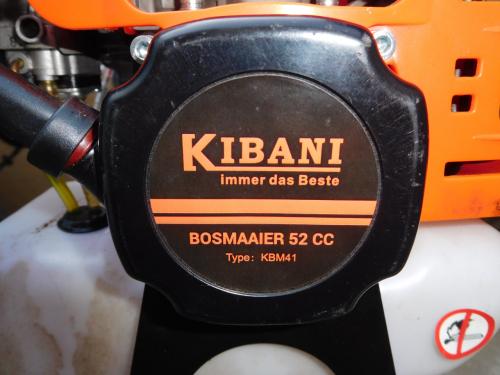 KIBANI
immer das Beste
BOSMAAIER 52 CC
Type: KBM41